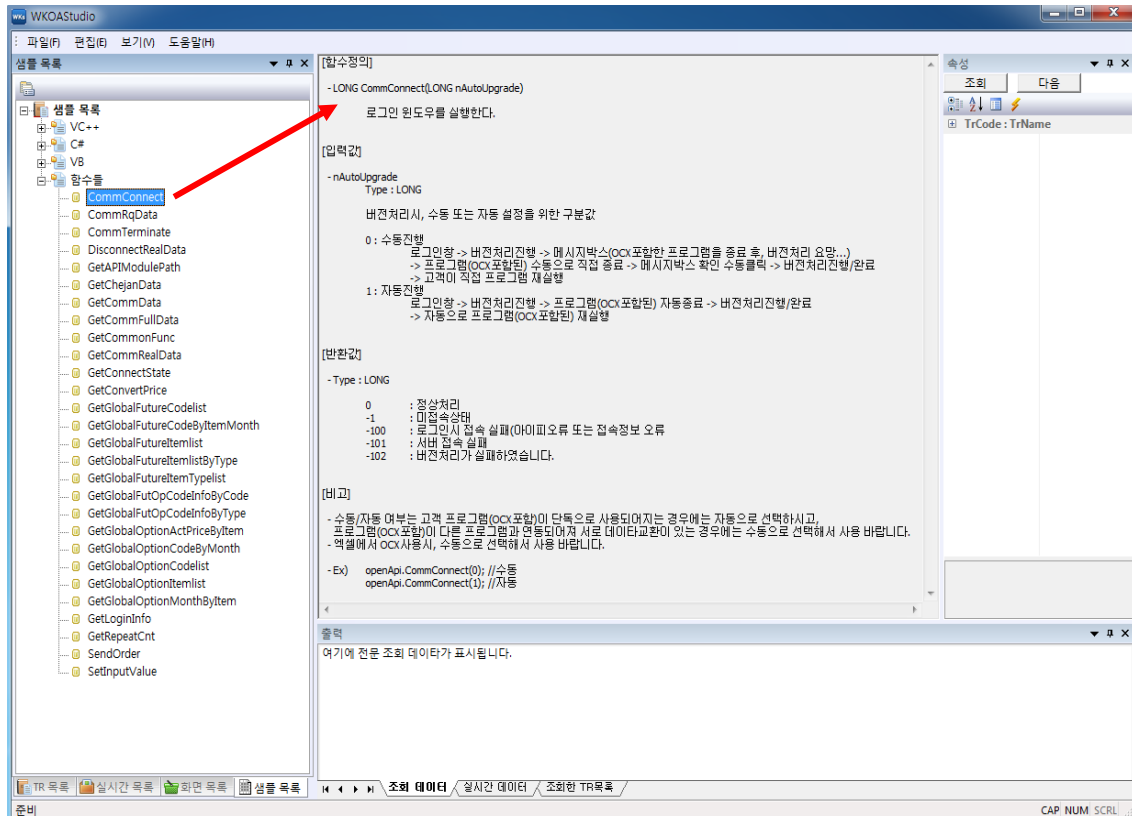 WKOAStudio
파일(F) 편집(E) 보기(V) 도움말(H)
샘플 목록
샘플 목록
VC++
C#
VB
함수들
CommConnect
CommRqData
CommTerminate
DisconnectRealData
GetAPIModulePath
GetChejanData
GetCommData
GetCommFullData
GetCommonFunc
GetCommRealData
GetConnectState
GetConvertPrice
GetGlobalFutureCodelist
GetGlobalFutureCodeByItemMonth
GetGlobalFutureItemlist
GetGlobalFutureItemlistByType
GetGlobalFutureItemTypelist
GetGlobalFutOpCodeInfoByCode
GetGlobalFutOpCodeInfoByType
GetGlobalOptionActPriceByItem
GetGlobalOptionCodeByMonth
GetGlobalOptionCodelist
GetGlobalOptionItemlist
GetGlobalOptionMonthByItem
GetLoginInfo
GetRepeatCnt
SendOrder
SetInputValue
TR 목록 실시간 목록 화면 목록 샘플 목록
[함수정의]
- LONG CommConnect(LONG nAutoUpgrade)
로그인 윈도우를 실행한다.
[입력값]
- nAutoUpgrade
Type : LONG
버전처리시, 수동 또는 자동 설정을 위한 구분값
0 : 수동진행
로그인창 -> 버전처리진행 -> 메시지박스(OCX포함한 프로그램을 종료 후, 버전처리 요망...)
-> 프로그램(OCX포함된) 수동으로 직접 종료 -> 메시지박스 확인 수동클릭 -> 버전처리진행/완료
-> 고객이 직접 프로그램 재실행
1 : 자동진행
로그인창 -> 버전처리진행 -> 프로그램(OCX포함된) 자동종료 -> 버전처리진행/완료
-> 자동으로 프로그램(OCX포함된) 재실행
[반환값]
- Type : LONG
0 : 정상처리
-1 : 미접속상태
-100 : 로그인시 접속 실패(아이피오류 또는 접속정보 오류
-101 : 서버 접속 실패
-102 : 버전처리가 실패하였습니다.
[비고]
- 수동/자동 여부는 고객 프로그램(OCX포함)이 단독으로 사용되어지는 경우에는 자동으로 선택하시고,
프로그램(OCX포함)이 다른 프로그램과 연동되어져 서로 데이타교환이 있는 경우에는 수동으로 선택해서 사용 바랍니다.
- 엑셀에서 OCX사용시, 수동으로 선택해서 사용 바랍니다.
- Ex) openApi.CommConnect(0); //수동
openApi.CommConnect(1); //자동
속성
조회 다음
TrCode : TrName
출력
여기에 전문 조회 데이타가 표시됩니다.
조회 데이터 실시간 데이터 조회한 TR목록
준비
CAP NUM SCRL